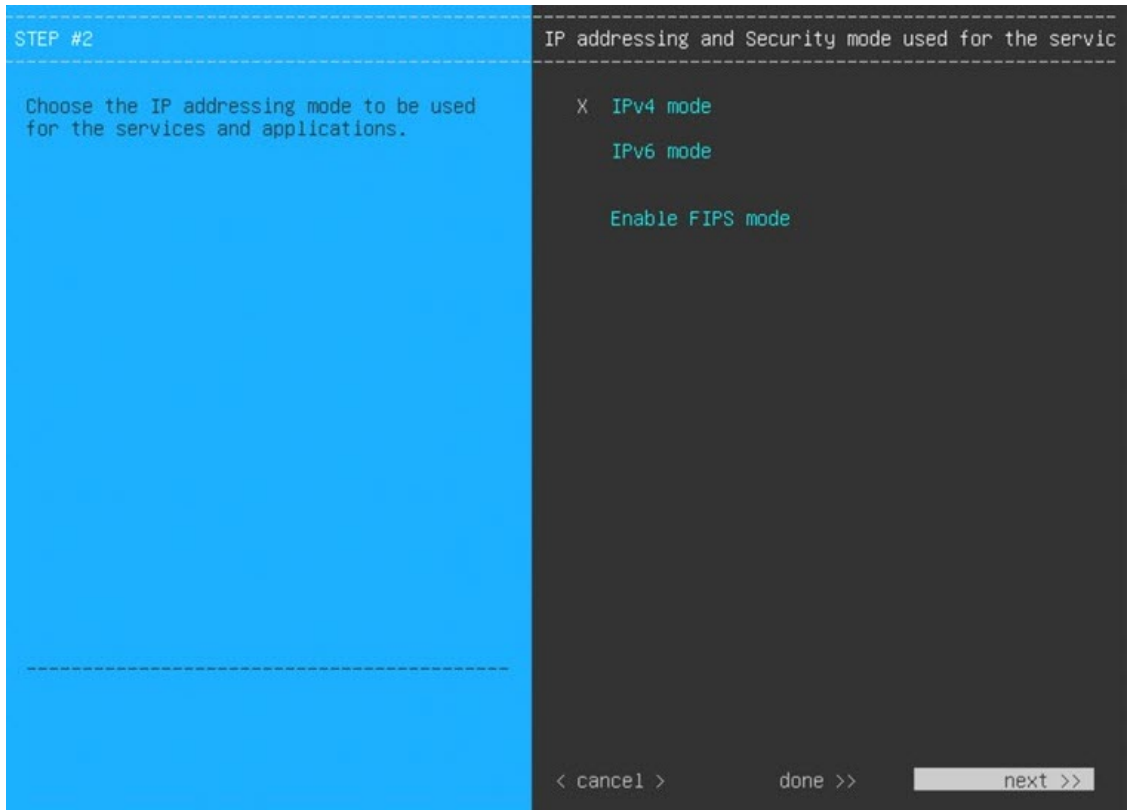 STEP #2
Choose the IP addressing mode to be used
for the services and applications.
IP addressing and Security mode used for the servic
X IPv4 mode
IPv6 mode
Enable FIPS mode
< cancel > done >> next >>